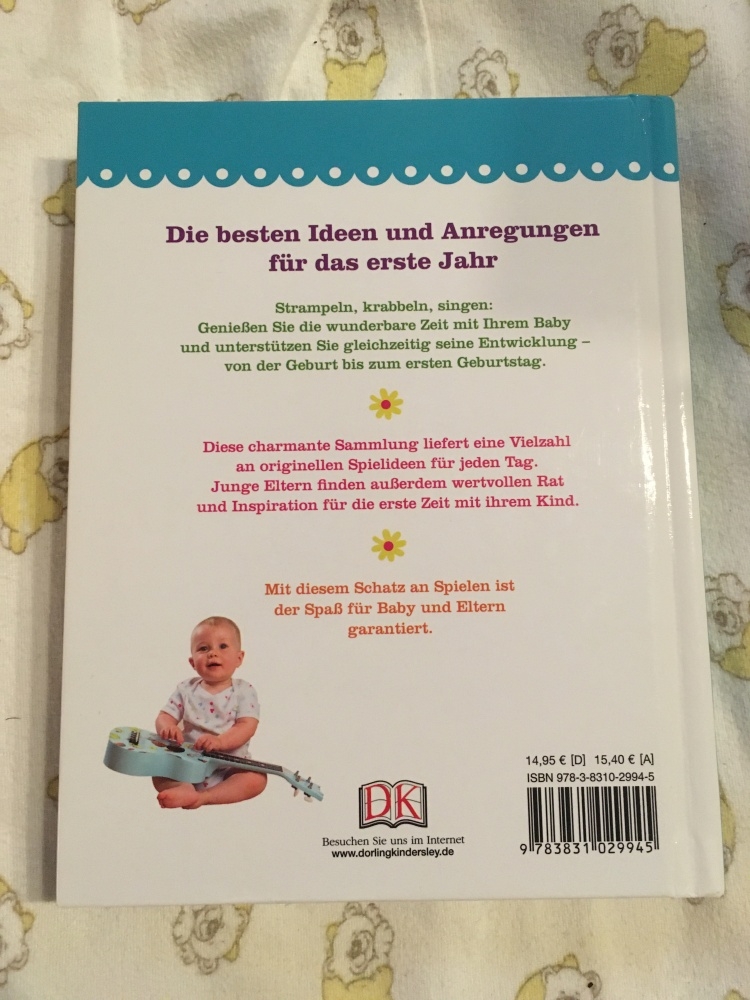 Die besten Ideen und Anregungen
für das erste Jahr
Strampeln, krabbeln, singen:
Genießen Sie die wunderbare Zeit mit Ihrem Baby
und unterstützen Sie gleichzeitig seine Entwicklung –
von der Geburt bis zum ersten Geburtstag.
Diese charmante Sammlung liefert eine Vielzahl
an originellen Spielideen für jeden Tag.
Junge Eltern finden außerdem wertvollen Rat
und Inspiration für die erste Zeit mit ihrem Kind.
Mit diesem Schatz an Spielen ist
der Spaß für Baby und Eltern
garantiert.
14,95 € [D] 15,40 € [A]
ISBN 978-3-8310-2994-5
DK
Besuchen Sie uns im Internet
www.dorlingkindersley.de
9 783831 029945